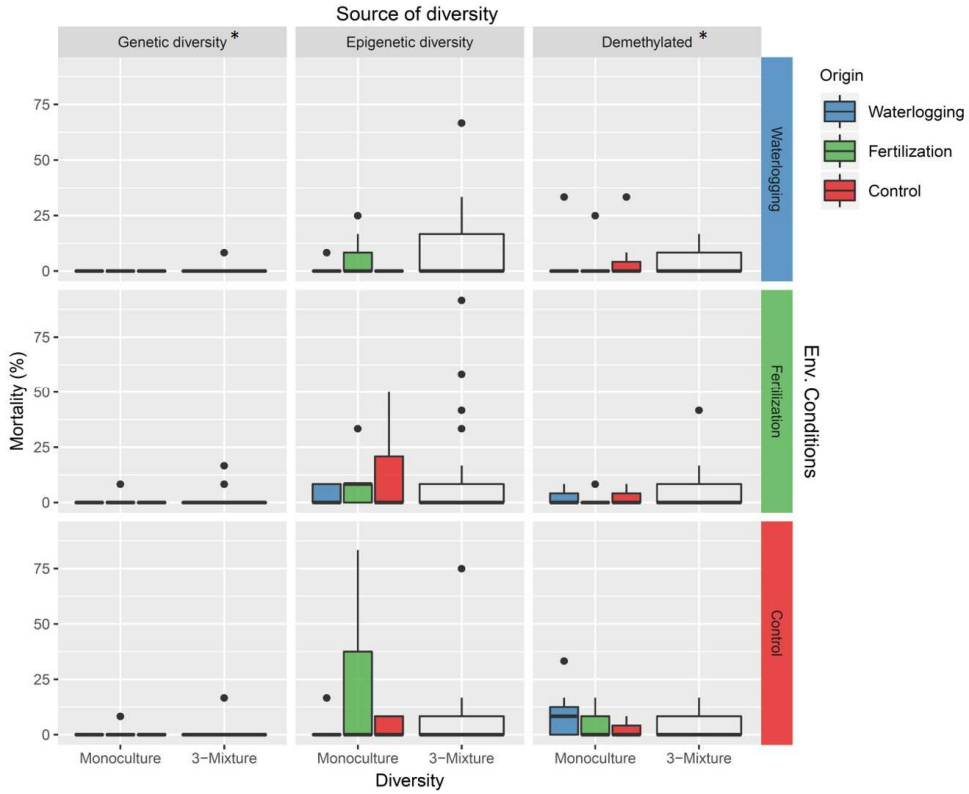 Source of diversity
Genetic diversity *
Epigenetic diversity
Demethylated *
Origin
Waterlogging
Fertilization
Control
75
50
25
0
Waterlogging
75
50
25
0
Fertilization
75
50
25
0
Control
Mortality (%)
Env. Conditions
Monoculture 3−Mixture
Monoculture 3−Mixture
Monoculture 3−Mixture
Diversity